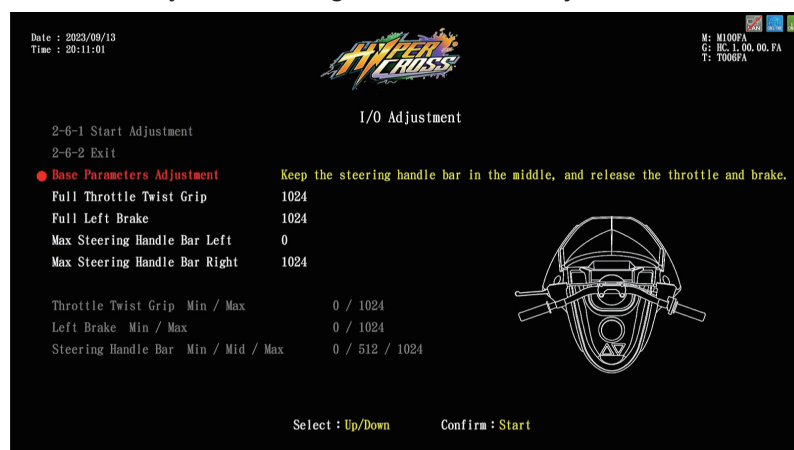 Date : 2023/09/13
Time : 20:11:01
HYPER
CROSS
M: M100FA
G: HC.1.00.00.FA
T: T006FA
I/O Adjustment
2-6-1 Start Adjustment
2-6-2 Exit
Base Parameters Adjustment Keep the steering handle bar in the middle, and release the throttle and brake.
Full Throttle Twist Grip 1024
Full Left Brake 1024
Max Steering Handle Bar Left 0
Max Steering Handle Bar Right 1024
Throttle Twist Grip Min / Max 0 / 1024
Left Brake Min / Max 0 / 1024
Steering Handle Bar Min / Mid / Max 0 / 512 / 1024
Select : Up/Down Confirm : Start